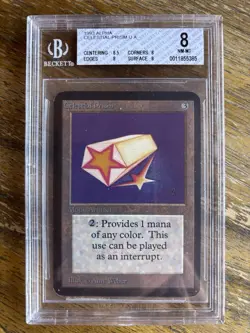 BECKETT®
1993 ALPHA
CELESTIAL PRISM U A
CENTERING 8.5 CORNERS 8
EDGES 8 SURFACE 8
8
NM-MT
0011855385
3
2: Provides 1 mana
of any color. This
use can be played
as an interrupt.